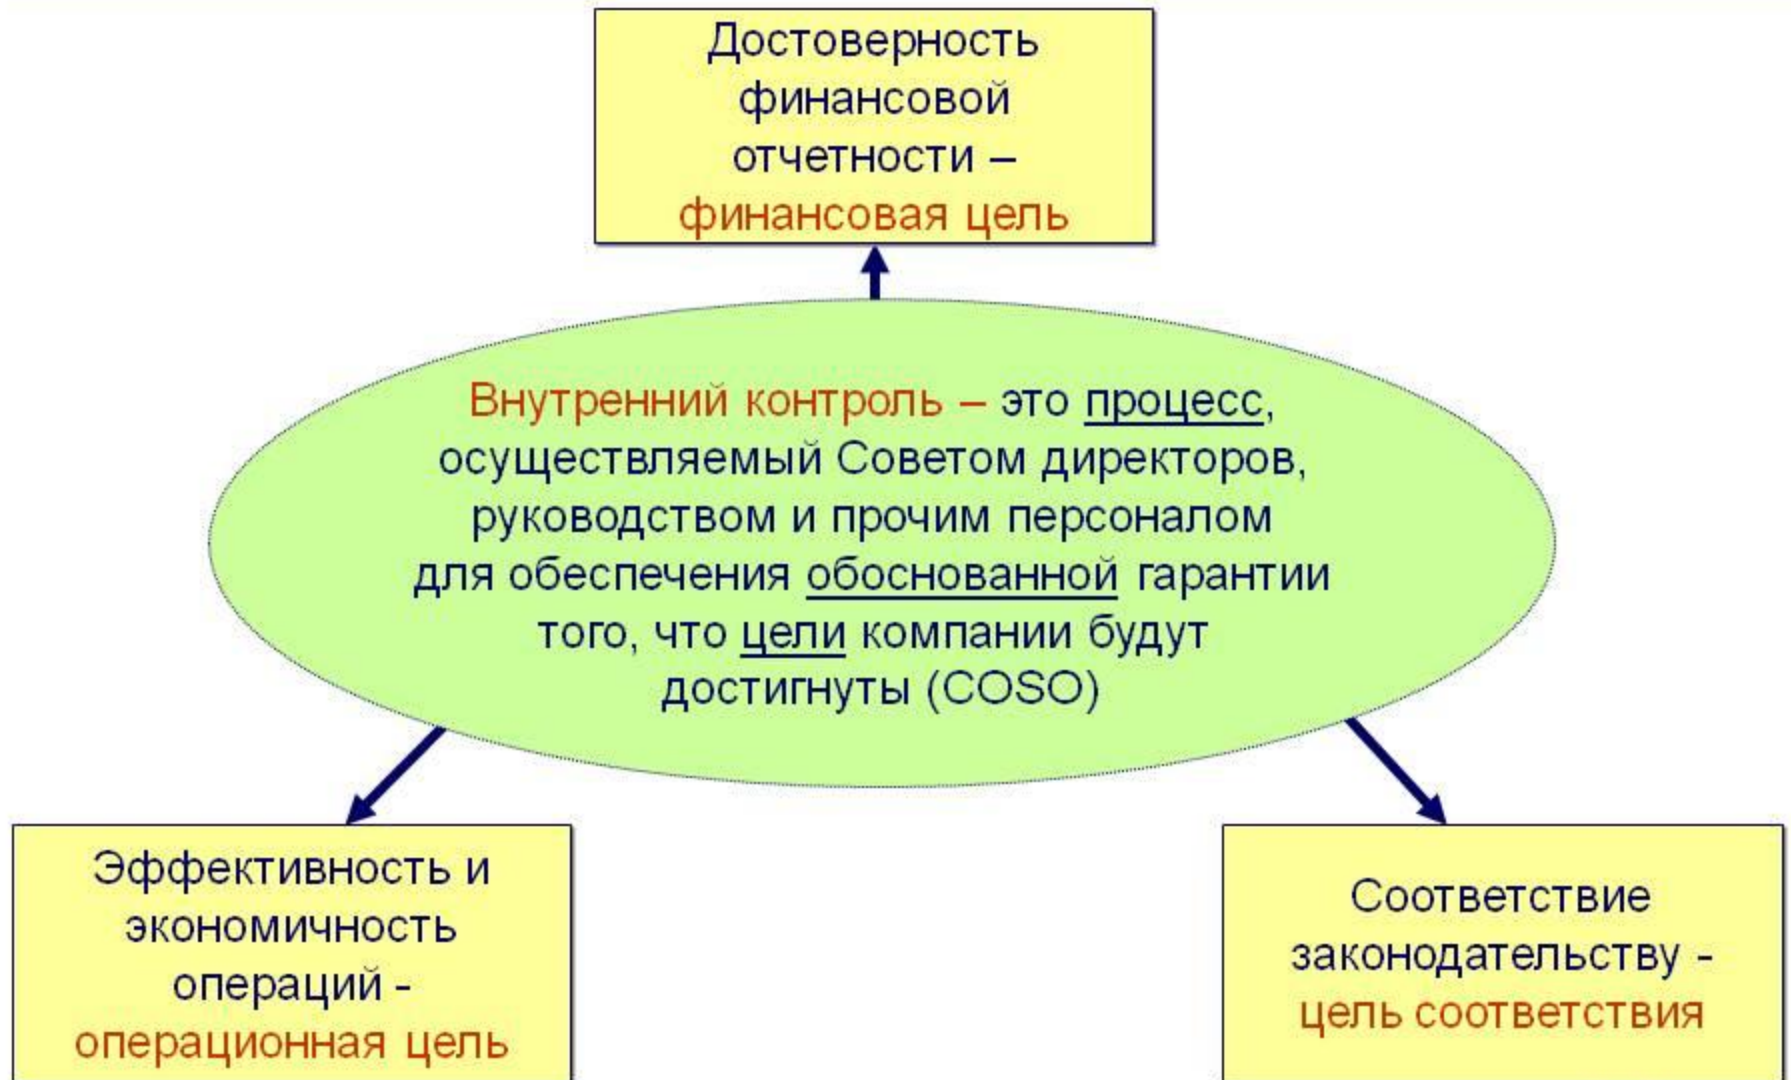 Достоверность
финансовой
отчетности –
финансовая цель
Внутренний контроль – это процесс,
осуществляемый Советом директоров,
руководством и прочим персоналом
для обеспечения обоснованной гарантии
того, что цели компании будут
достигнуты (COSO)
Эффективность и
экономичность
операций -
операционная цель
Соответствие
законодательству -
цель соответствия